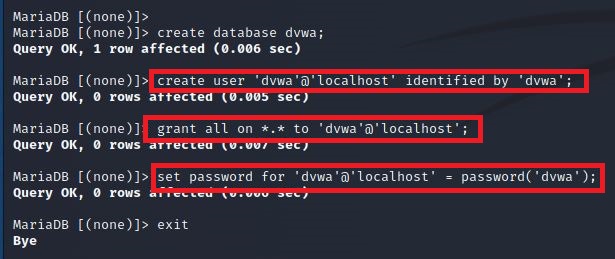 MariaDB [(none)]>
MariaDB [(none)]> create database dvwa;
Query OK, 1 row affected (0.006 sec)
MariaDB [(none)]> create user 'dvwa'@'localhost' identified by 'dvwa';
Query OK, 0 rows affected (0.005 sec)
MariaDB [(none)]> grant all on *.* to 'dvwa'@'localhost';
Query OK, 0 rows affected (0.007 sec)
MariaDB [(none)]> set password for 'dvwa'@'localhost' = password('dvwa');
Query OK, 0 rows affected (0.006 sec)
MariaDB [(none)]> exit
Bye